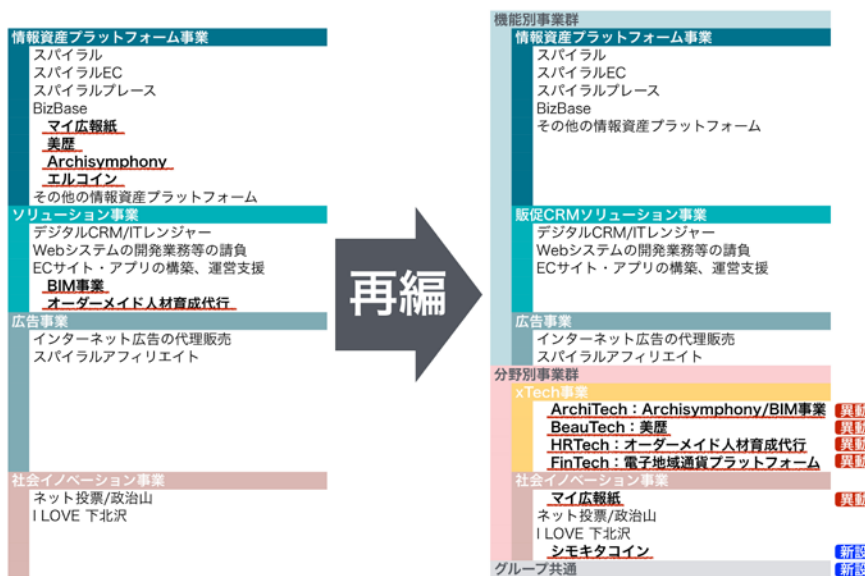 情報資産プラットフォーム事業
スパイラル
スパイラルEC
スパイラルプレース
BizBase
マイ広報紙
美歴
Archisymphony
エルコイン
その他の情報資産プラットフォーム
ソリューション事業
デジタルCRM/ITレンジャー
Webシステムの開発業務等の請負
ECサイト・アプリの構築、運営支援
BIM事業
オーダーメイド人材育成代行
広告事業
インターネット広告の代理販売
スパイラルアフィリエイト
社会イノベーション事業
ネット投票/政治山
I LOVE 下北沢
再編
機能別事業群
情報資産プラットフォーム事業
スパイラル
スパイラルEC
スパイラルプレース
BizBase
その他の情報資産プラットフォーム
販促CRMソリューション事業
デジタルCRM/ITレンジャー
Webシステムの開発業務等の請負
ECサイト・アプリの構築、運営支援
広告事業
インターネット広告の代理販売
スパイラルアフィリエイト
分野別事業群
xTech事業
ArchiTech：Archisymphony/BIM事業 異動
BeauTech：美歴 異動
HRTech：オーダーメイド人材育成代行 異動
FinTech：電子地域通貨プラットフォーム 異動
社会イノベーション事業
マイ広報紙 異動
ネット投票/政治山
I LOVE 下北沢
シモキタコイン 新設
グループ共通 新設